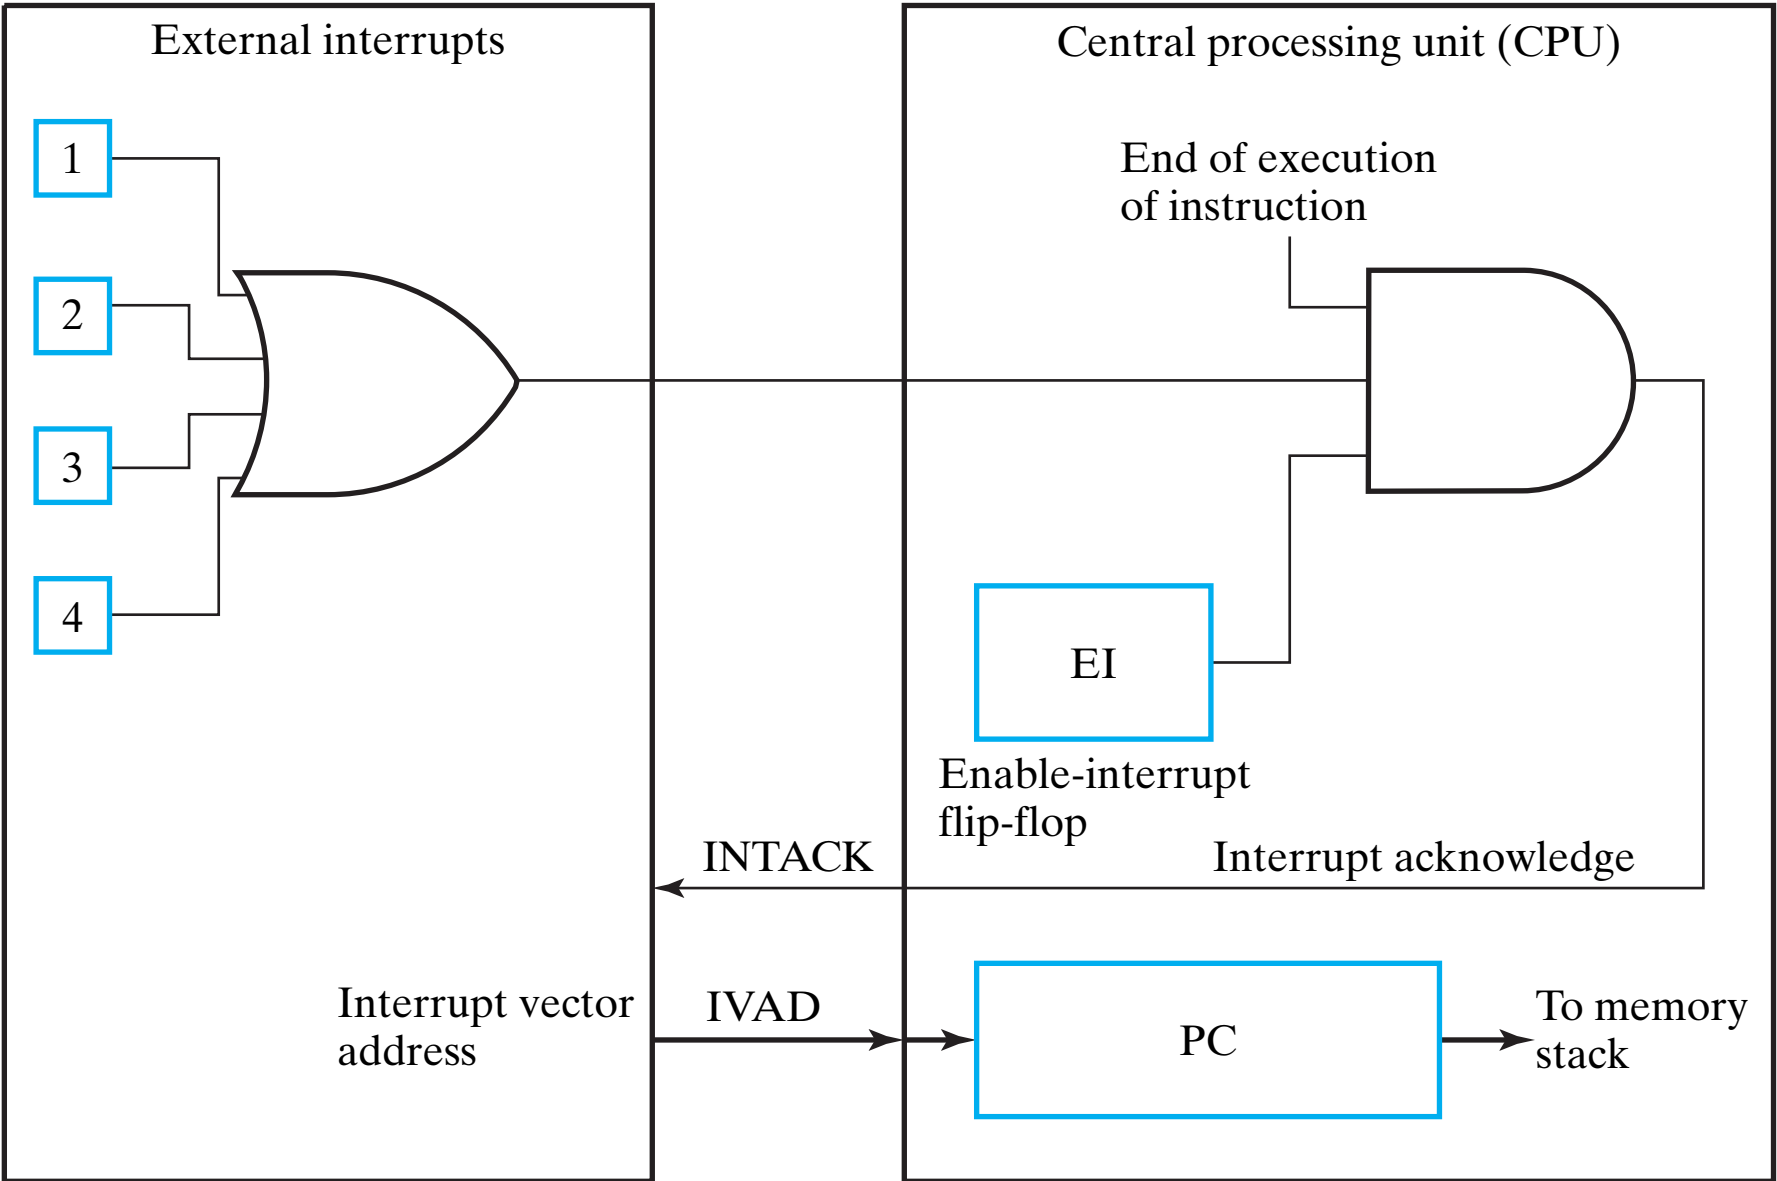 External interrupts
1
2
3
4
Interrupt vector
address
INTACK
IVAD
Central processing unit (CPU)
End of execution
of instruction
EI
Enable-interrupt
flip-flop
Interrupt acknowledge
PC
To memory
stack